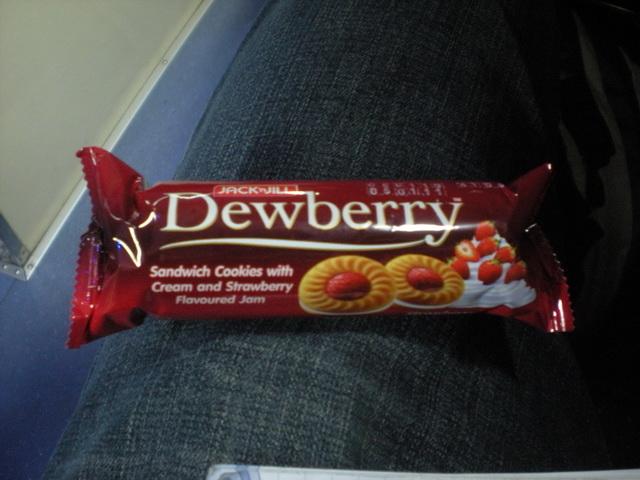 JACK 'n JILL
Dewberry
Sandwich Cookies with
Cream and Strawberry
Flavoured Jam